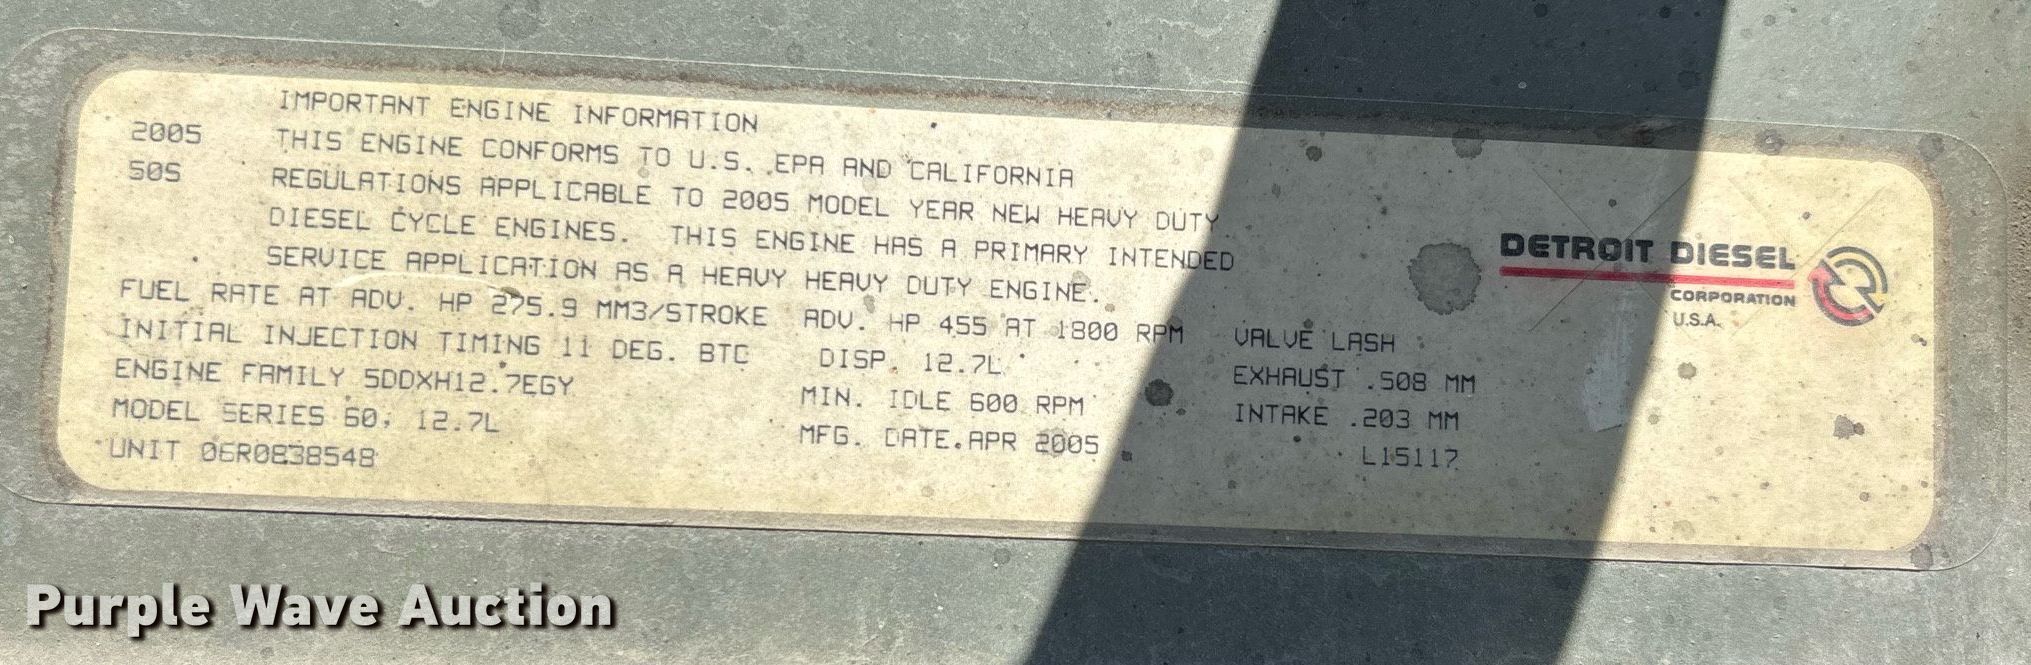 IMPORTANT ENGINE INFORMATION
2005 THIS ENGINE CONFORMS TO U.S. EPA AND CALIFORNIA
50S REGULATIONS APPLICABLE TO 2005 MODEL YEAR NEW HEAVY DUTY
DIESEL CYCLE ENGINES. THIS ENGINE HAS A PRIMARY INTENDED
SERVICE APPLICATION AS A HEAVY HEAVY DUTY ENGINE.
FUEL RATE AT ADV. HP 275.9 MM3/STROKE ADV. HP 455 AT 1800 RPM VALVE LASH
INITIAL INJECTION TIMING 11 DEG. BTC DISP. 12.7L EXHAUST .508 MM
ENGINE FAMILY 5DDXH12.7EGY MIN. IDLE 600 RPM INTAKE .203 MM
MODEL SERIES 60, 12.7L MFG. DATE.APR 2005 L15117
UNIT 06R0838548
DETROIT DIESEL
CORPORATION
U.S.A.
Purple Wave Auction